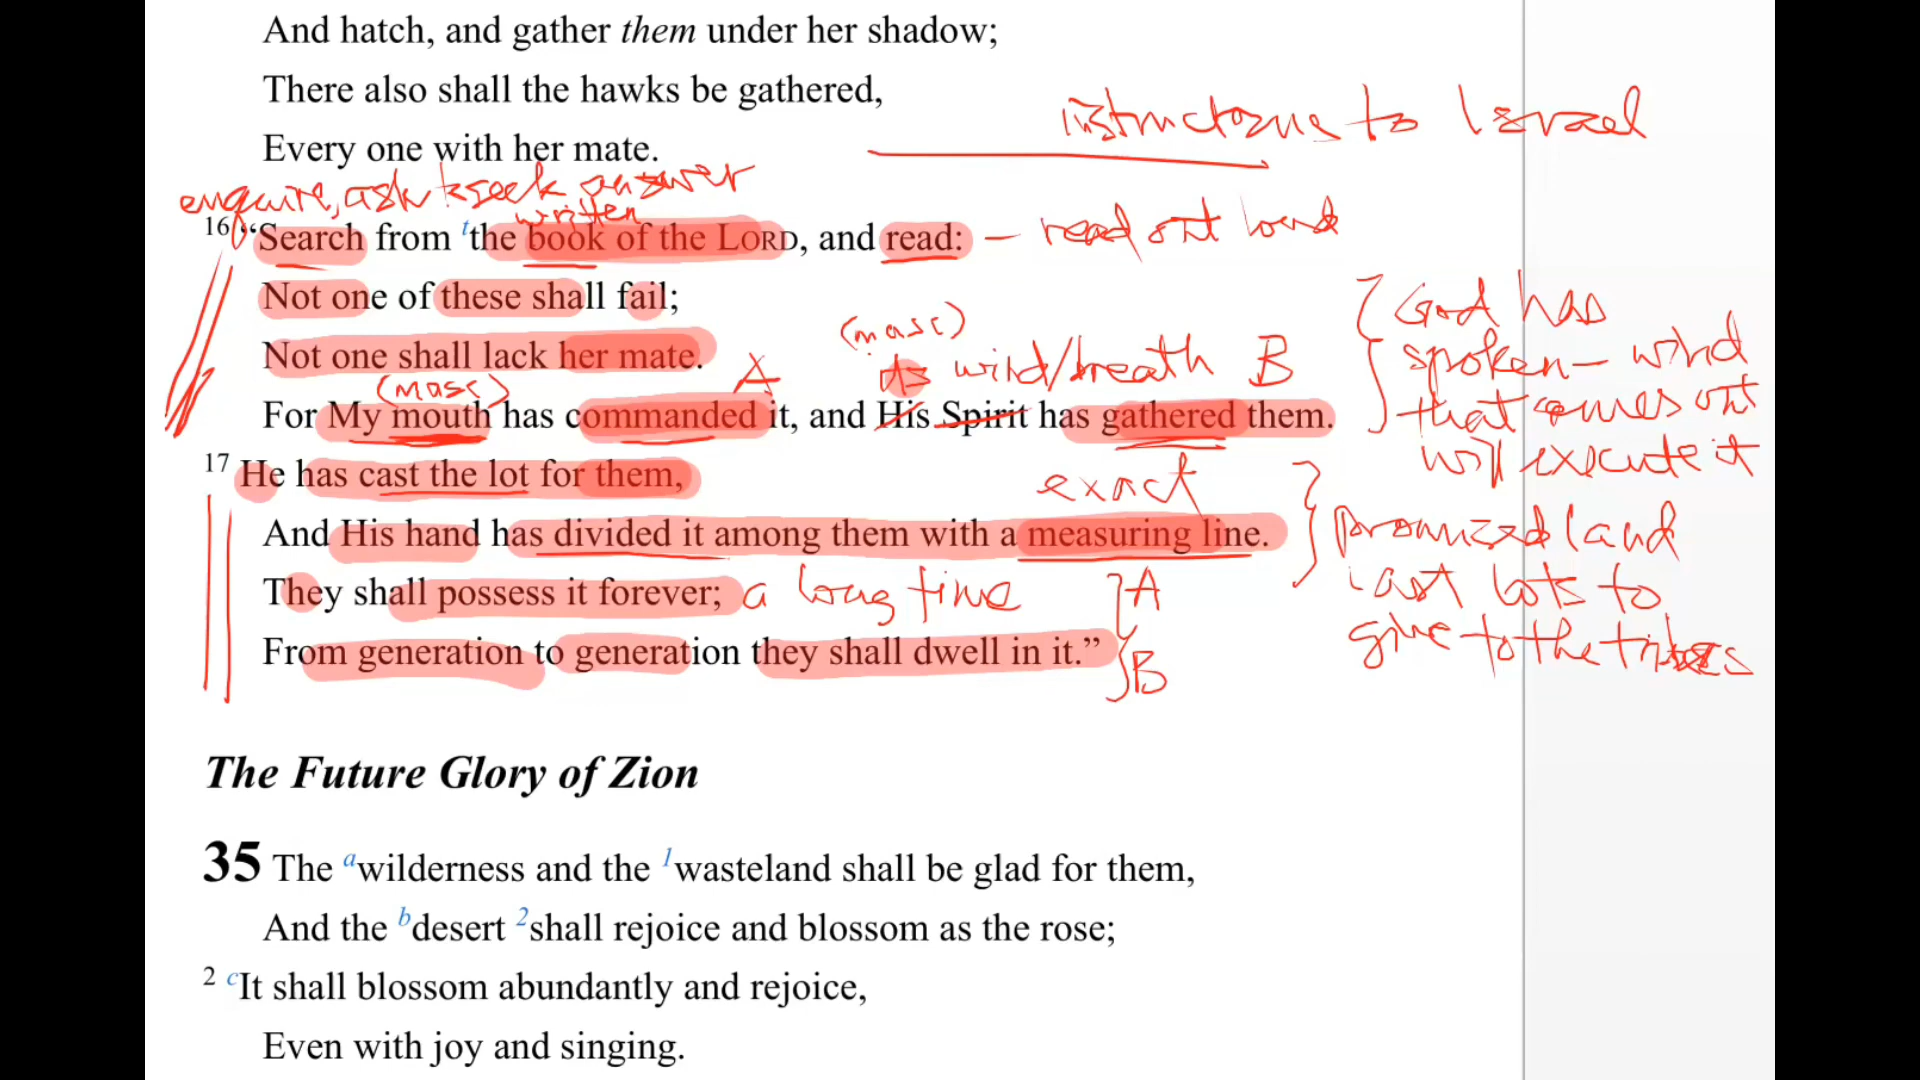 And hatch, and gather them under her shadow;
There also shall the hawks be gathered,
instructions to Israel
Every one with her mate.
enquire, ask & seek answer
written
16 “Search from t the book of the LORD, and read: – read out loud
Not one of these shall fail;
(masc)
God has
Not one shall lack her mate. A its wind/breath B
spoken – wind
(masc)
For My mouth has commanded it, and His Spirit has gathered them.
that comes out
will execute it
17 He has cast the lot for them,
exact
And His hand has divided it among them with a measuring line.
promised land
They shall possess it forever; a long time A
cast lots to
From generation to generation they shall dwell in it.” B
give to the tribes
The Future Glory of Zion
35 The a wilderness and the 1 wasteland shall be glad for them,
And the b desert 2 shall rejoice and blossom as the rose;
2 c It shall blossom abundantly and rejoice,
Even with joy and singing.